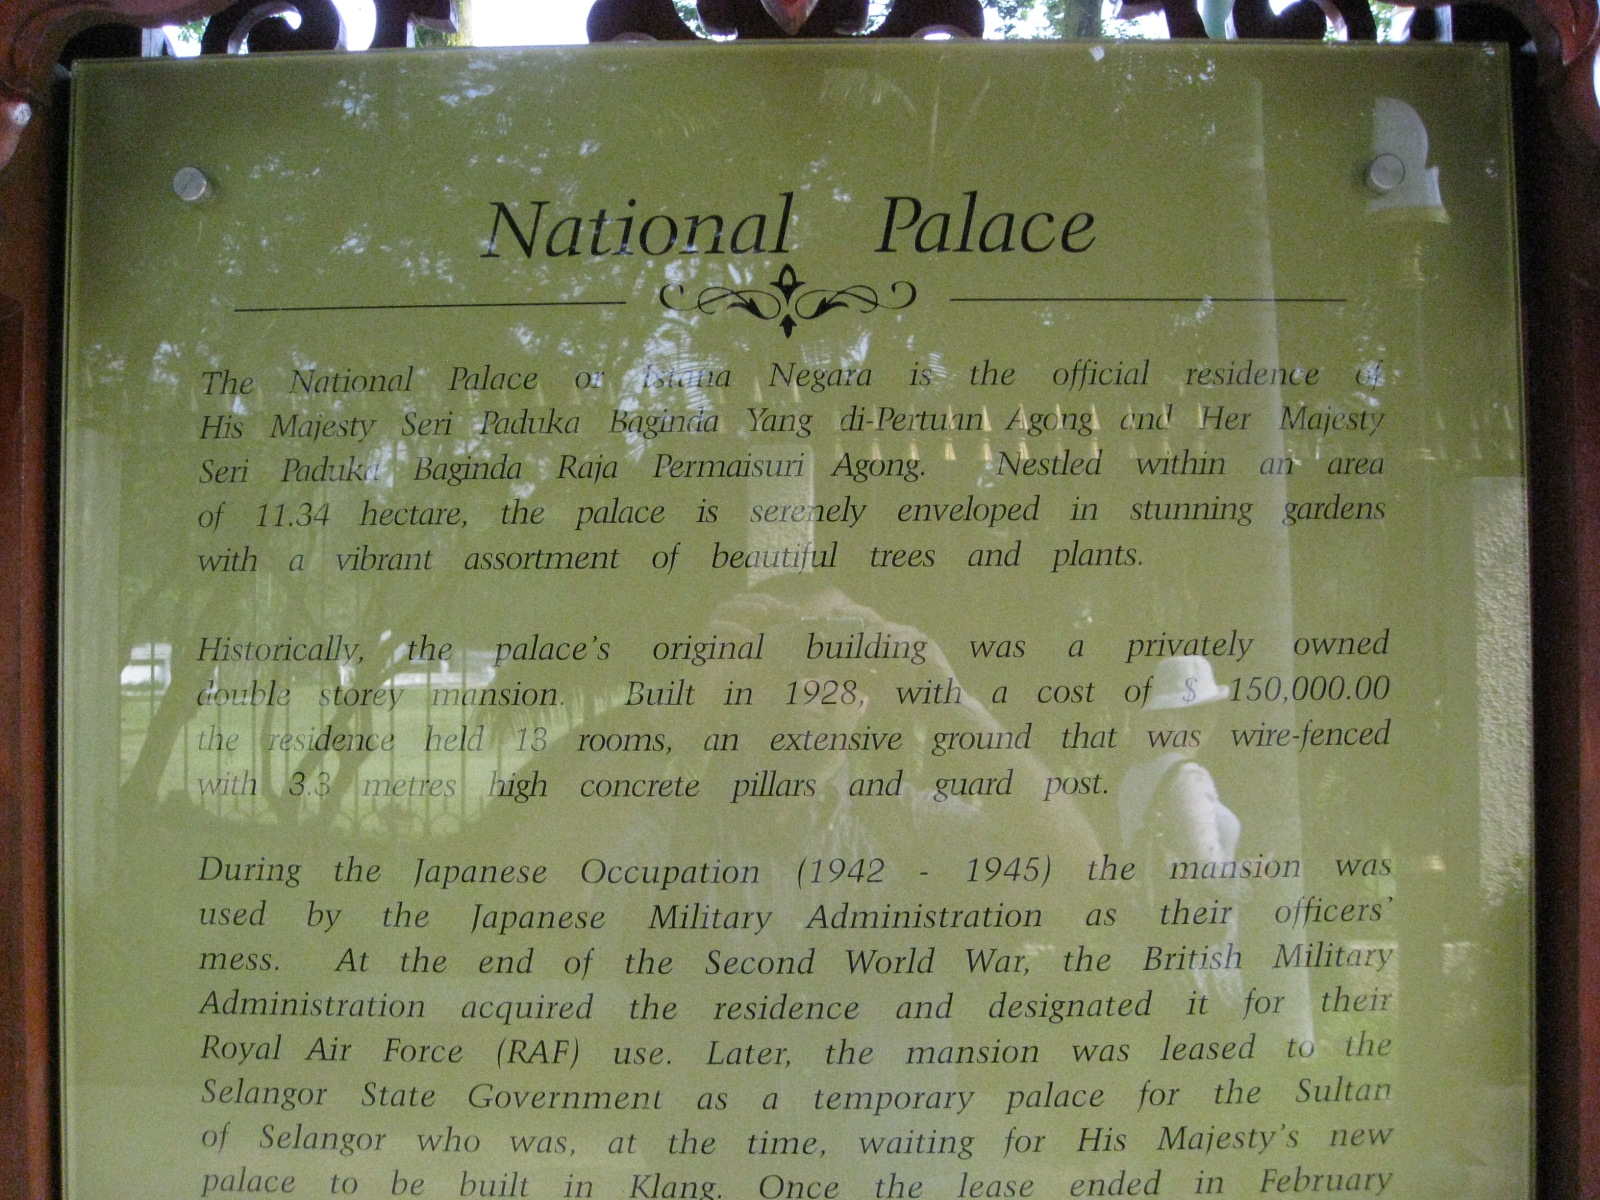 National Palace
The National Palace or Istana Negara is the official residence of
His Majesty Seri Paduka Baginda Yang di-Pertuan Agong and Her Majesty
Seri Paduka Baginda Raja Permaisuri Agong. Nestled within an area
of 11.34 hectare, the palace is serenely enveloped in stunning gardens
with a vibrant assortment of beautiful trees and plants.
Historically, the palace's original building was a privately owned
double storey mansion. Built in 1928, with a cost of $ 150,000.00
the residence held 13 rooms, an extensive ground that was wire-fenced
with 3.3 metres high concrete pillars and guard post.
During the Japanese Occupation (1942 - 1945) the mansion was
used by the Japanese Military Administration as their officers'
mess. At the end of the Second World War, the British Military
Administration acquired the residence and designated it for their
Royal Air Force (RAF) use. Later, the mansion was leased to the
Selangor State Government as a temporary palace for the Sultan
of Selangor who was, at the time, waiting for His Majesty's new
palace to be built in Klang. Once the lease ended in February